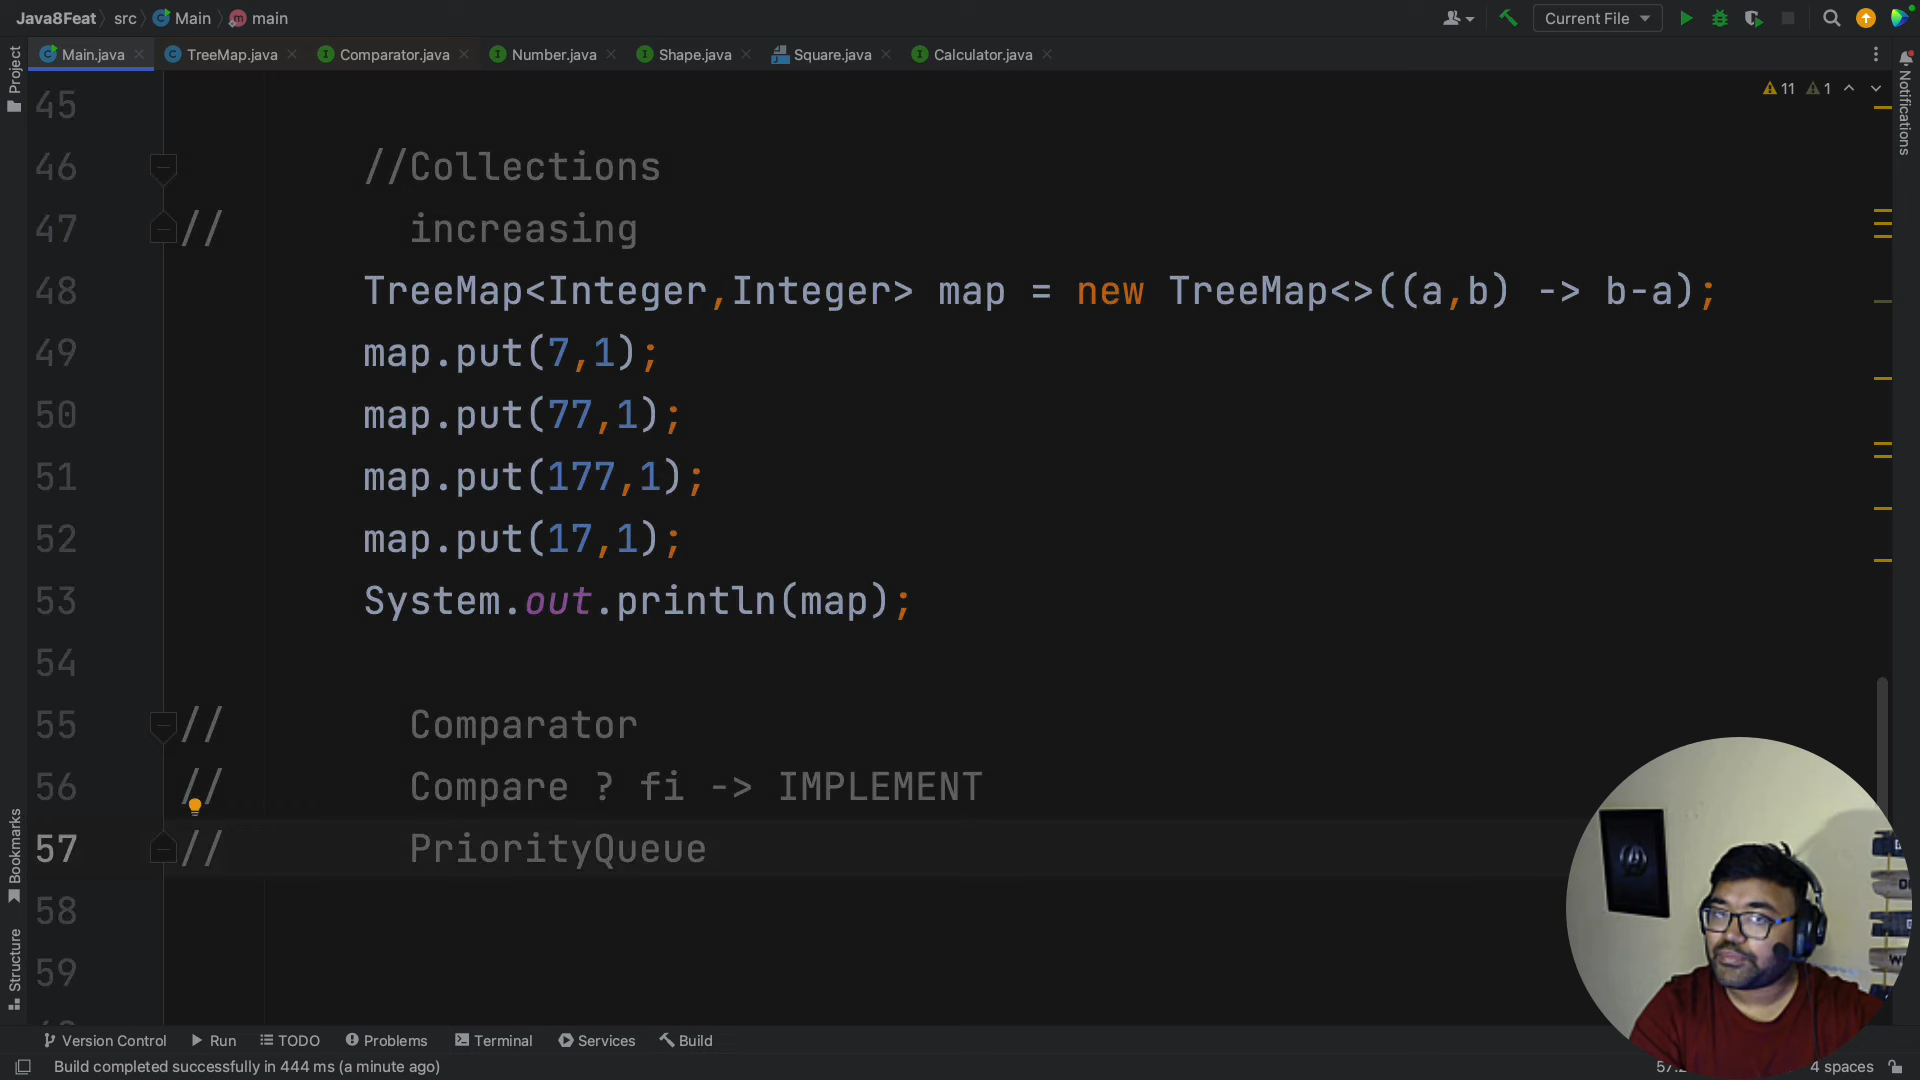 Java8Feat src Main main Current File
Project
Main.java TreeMap.java Comparator.java Number.java Shape.java Square.java Calculator.java
Notifications
11 1
45
46 //Collections
47 // increasing
48 TreeMap<Integer,Integer> map = new TreeMap<>((a,b) -> b-a);
49 map.put(7,1);
50 map.put(77,1);
51 map.put(177,1);
52 map.put(17,1);
53 System.out.println(map);
54
55 // Comparator
56 // Compare ? fi -> IMPLEMENT
57 // PriorityQueue
58
59
Bookmarks
Structure
Version Control Run TODO Problems Terminal Services Build
Build completed successfully in 444 ms (a minute ago) 4 spaces